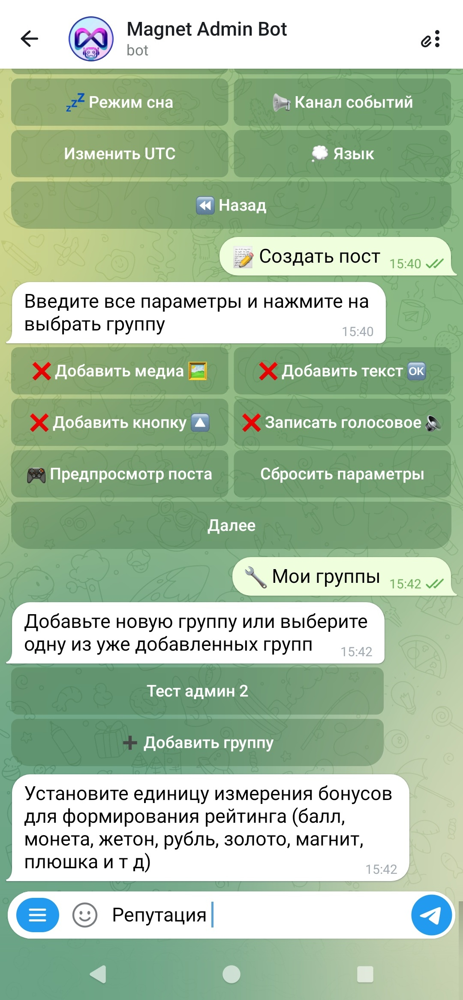 Magnet Admin Bot
bot
💤 Режим сна
📢 Канал событий
Изменить UTC
💭 Язык
⏪ Назад
📝 Создать пост 15:40
Введите все параметры и нажмите на
выбрать группу 15:40
❌ Добавить медиа 🖼
❌ Добавить текст 🆗
❌ Добавить кнопку 🔼
❌ Записать голосовое 🔊
🎮 Предпросмотр поста
Сбросить параметры
Далее
🔧 Мои группы 15:42
Добавьте новую группу или выберите
одну из уже добавленных групп 15:42
Тест админ 2
➕ Добавить группу
Установите единицу измерения бонусов
для формирования рейтинга (балл,
монета, жетон, рубль, золото, магнит,
плюшка и т д) 15:42
Репутация